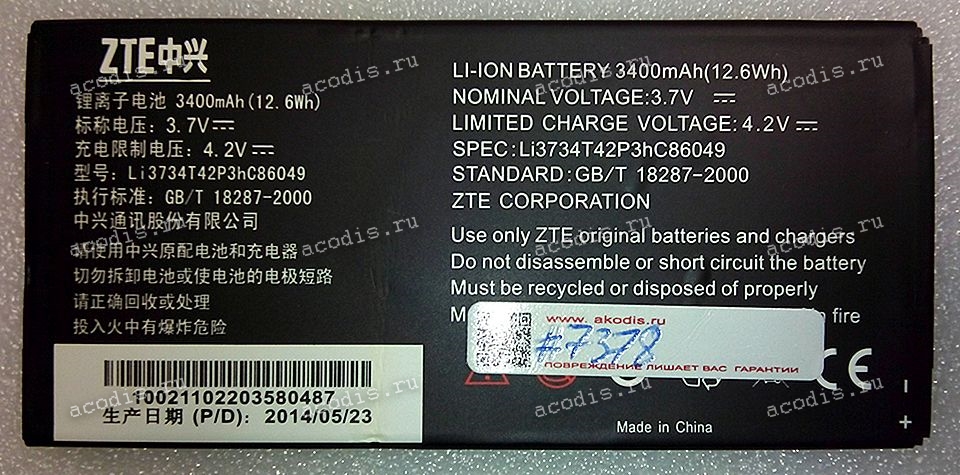 ZTE中兴
锂离子电池 3400mAh(12.6Wh)
标称电压: 3.7V
充电限制电压: 4.2V
型号: Li3734T42P3hC86049
执行标准: GB/T 18287-2000
中兴通讯股份有限公司
请使用中兴原配电池和充电器
切勿拆卸电池或使电池的电极短路
请正确回收或处理
投入火中有爆炸危险
10021102203580487
生产日期 (P/D): 2014/05/23
LI-ION BATTERY 3400mAh(12.6Wh)
NOMINAL VOLTAGE:3.7V
LIMITED CHARGE VOLTAGE: 4.2V
SPEC:Li3734T42P3hC86049
STANDARD:GB/T 18287-2000
ZTE CORPORATION
Use only ZTE original batteries and chargers
Do not disassemble or short circuit the battery
Must be recycled or disposed of properly
in fire
www.akodis.ru
#7378
ПОВРЕЖДЕНИЕ ЛИШАЕТ ВАС ГАРАНТИИ
CE
Made in China
- 
+
acodis.ru